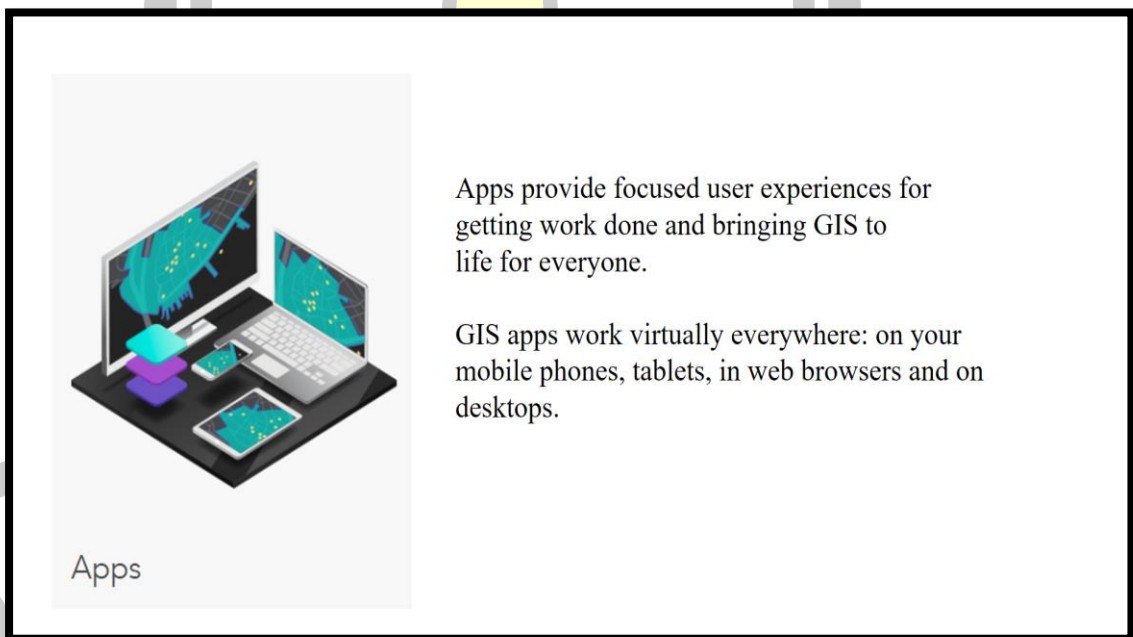 Apps provide focused user experiences for
getting work done and bringing GIS to
life for everyone.
GIS apps work virtually everywhere: on your
mobile phones, tablets, in web browsers and on
desktops.
Apps